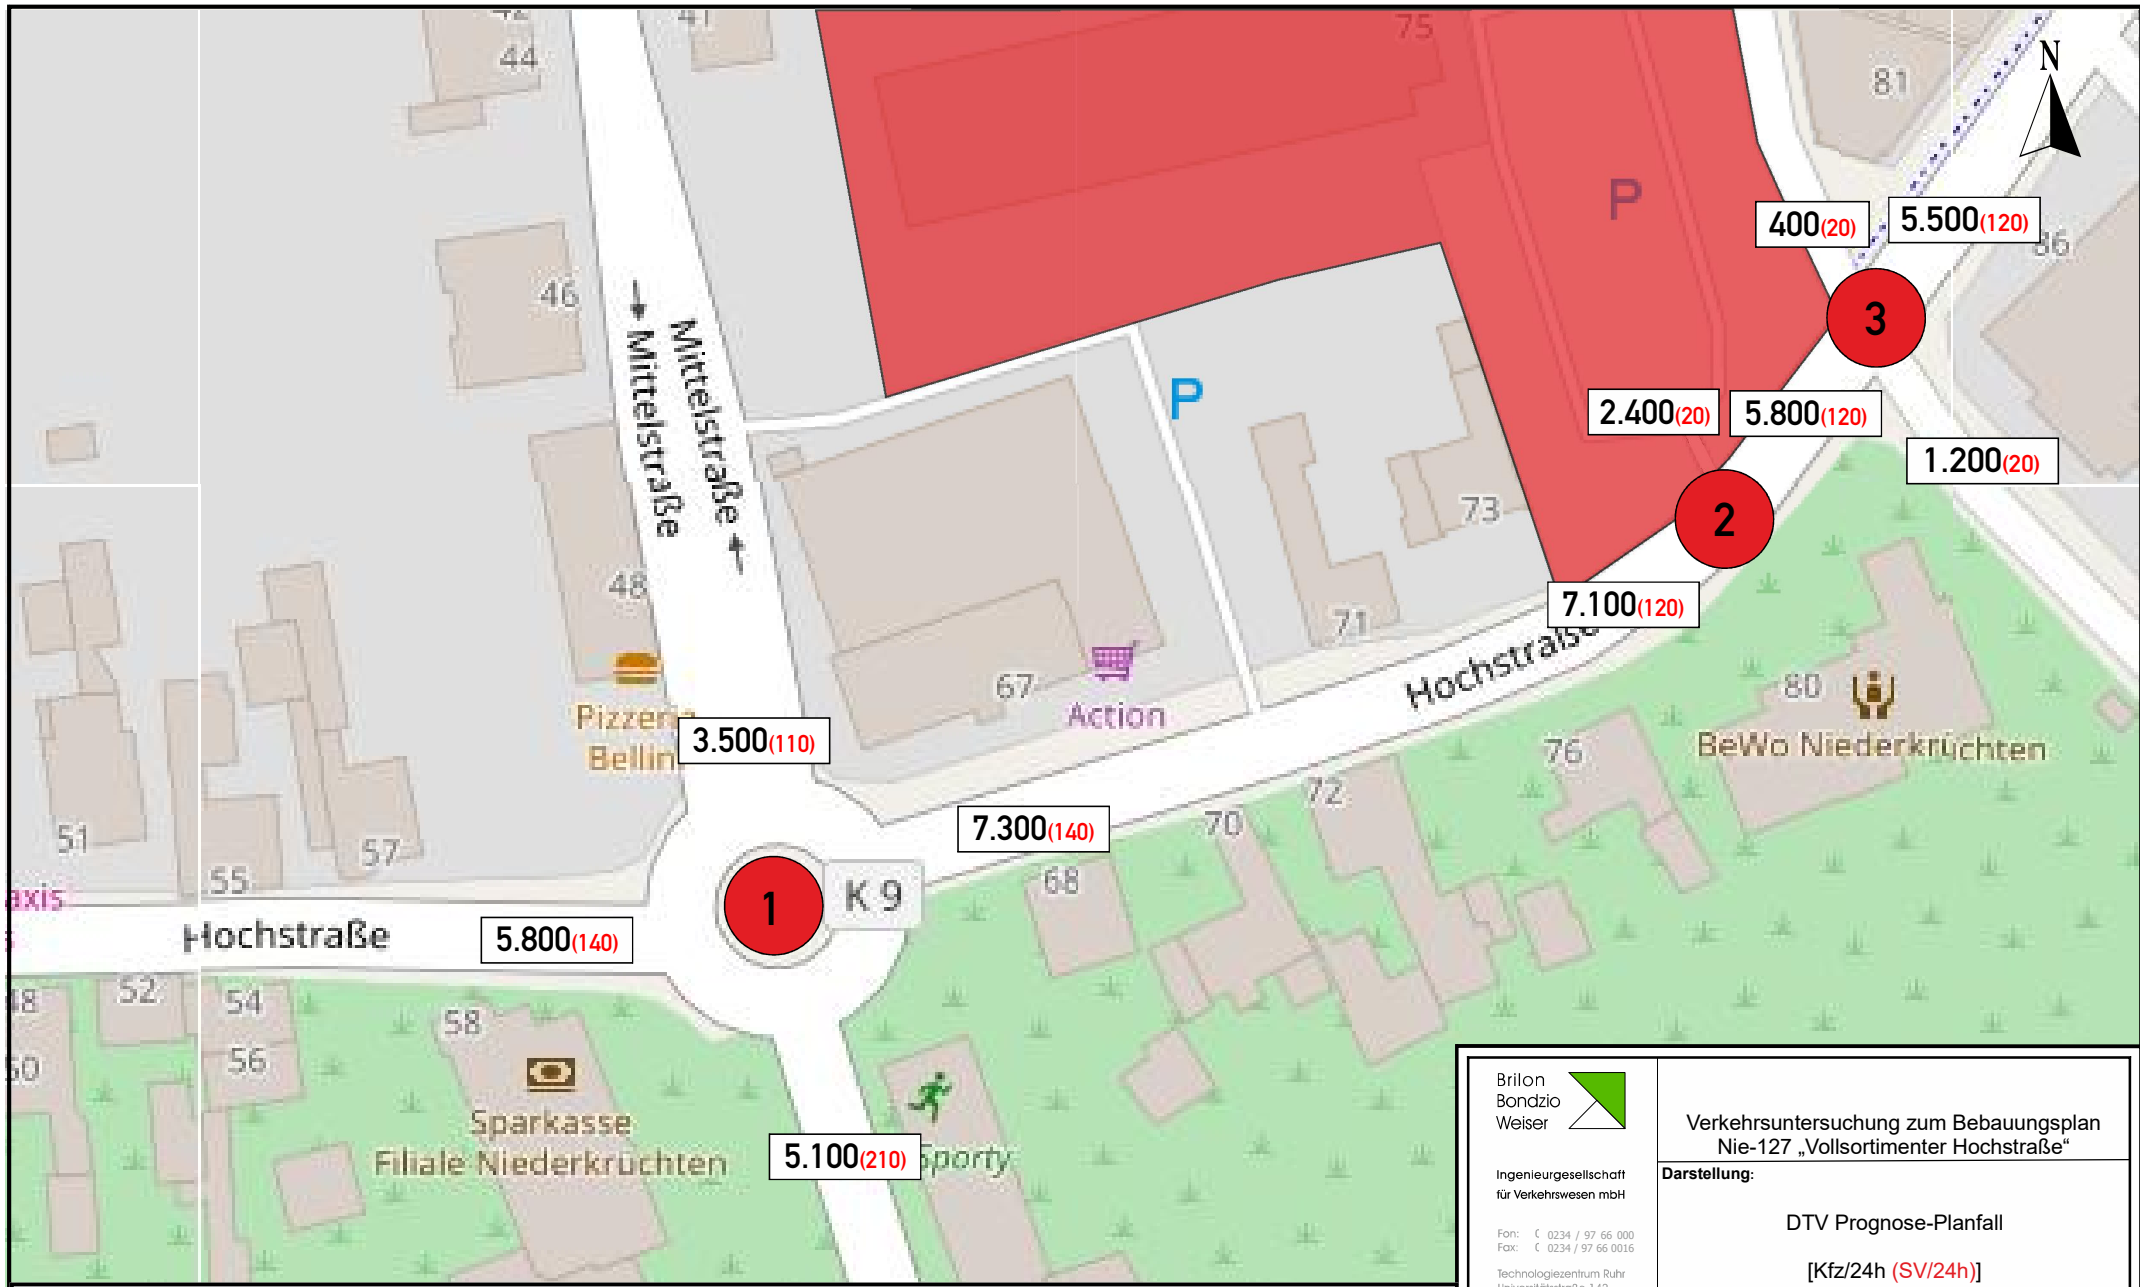 44
75
81
N
P
400(20)
5.500(120)
86
46
Mittelstraße
Mittelstraße
3
P
2.400(20)
5.800(120)
1.200(20)
73
2
48
71
7.100(120)
Hochstraße
67
Action
80
BeWo Niederkrüchten
Pizzeria
Bellin
3.500(110)
76
72
70
7.300(140)
51
57
55
68
1
K 9
axis
Hochstraße
5.800(140)
48
52
54
58
50
56
Sparkasse
Filiale Niederkrüchten
5.100(210)
Sporty
Brilon
Bondzio
Weiser
Ingenieurgesellschaft
für Verkehrswesen mbH
Fon: ( 0234 / 97 66 000
Fax: ( 0234 / 97 66 0016
Technologiezentrum Ruhr
Verkehrsuntersuchung zum Bebauungsplan
Nie-127 „Vollsortimenter Hochstraße“
Darstellung:
DTV Prognose-Planfall
[Kfz/24h (SV/24h)]